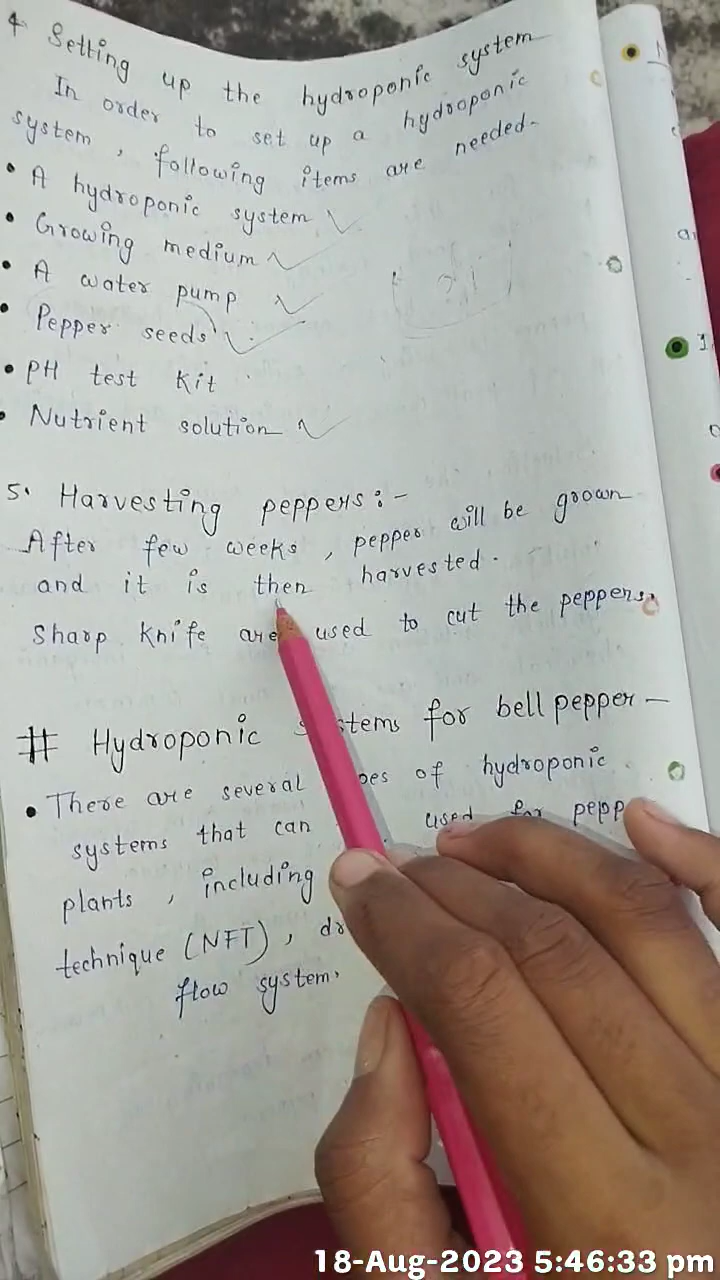 4. Setting up the hydroponic system
In order to set up a hydroponic
system, following items are needed-
• A hydroponic system
• Growing medium
• A water pump
• Pepper seeds
• PH test kit
• Nutrient solution
5. Harvesting peppers:-
After few weeks, pepper will be grown
and it is then harvested.
Sharp knife are used to cut the peppers.
# Hydroponic stems for bell pepper-
• There are several pes of hydroponic
systems that can used for pepp
plants, including
technique (NFT), dr
flow system.
18-Aug-2023 5:46:33 pm